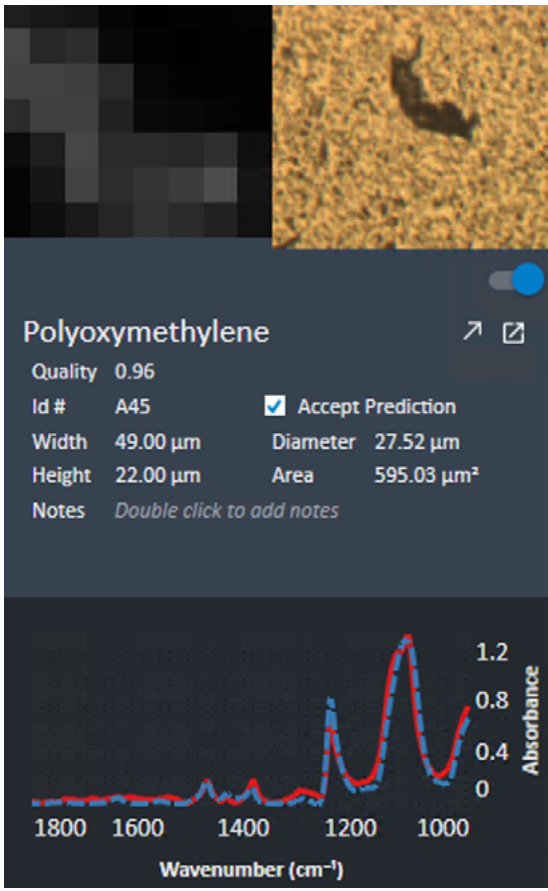 Polyoxymethylene
Quality 0.96
Id # A45 Accept Prediction
Width 49.00 µm Diameter 27.52 µm
Height 22.00 µm Area 595.03 µm²
Notes Double click to add notes
1.2
0.8
0.4
0
Absorbance
1800 1600 1400 1200 1000
Wavenumber (cm⁻¹)